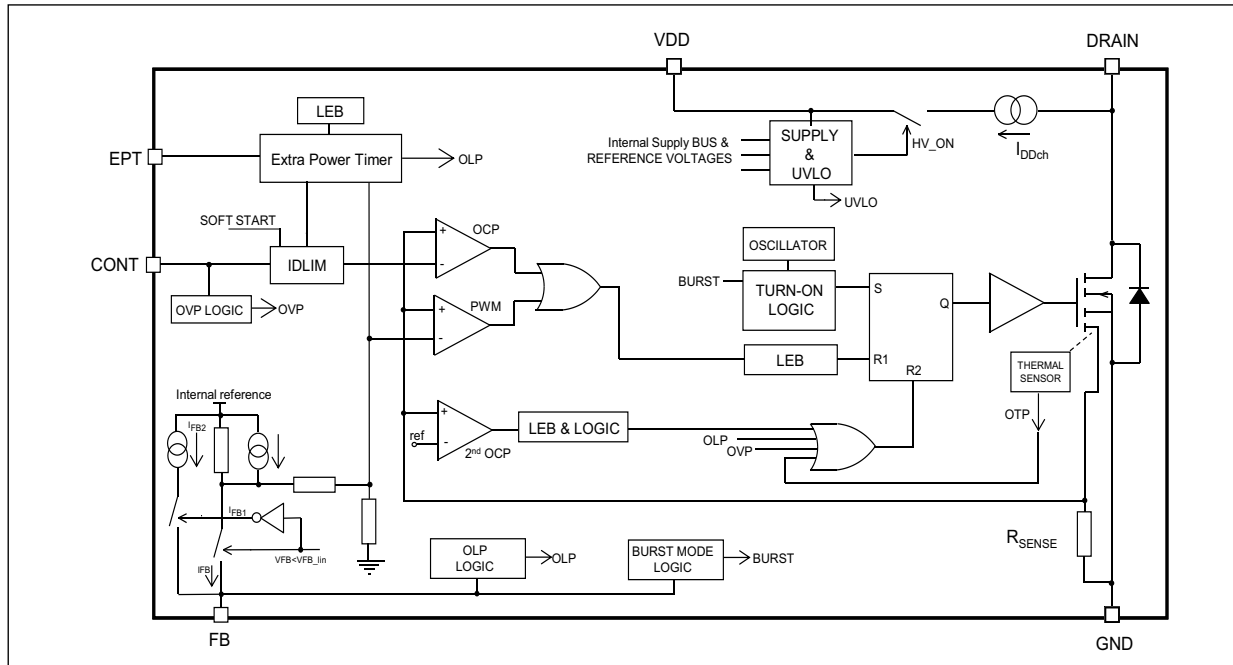 VDD
DRAIN
LEB
EPT
Extra Power Timer
OLP
Internal Supply BUS &
REFERENCE VOLTAGES
SUPPLY
&
UVLO
HV_ON
IDDch
UVLO
SOFT START
CONT
IDLIM
OCP
OVP LOGIC
OVP
PWM
OSCILLATOR
BURST
TURN-ON
LOGIC
S
Q
R1
R2
LEB
THERMAL
SENSOR
OTP
Internal reference
IFB2
ref
2nd OCP
LEB & LOGIC
OLP
OVP
IFB1
VFB<VFB_lin
IFB
OLP
LOGIC
OLP
BURST MODE
LOGIC
BURST
RSENSE
FB
GND
+
-
+
-
+
-